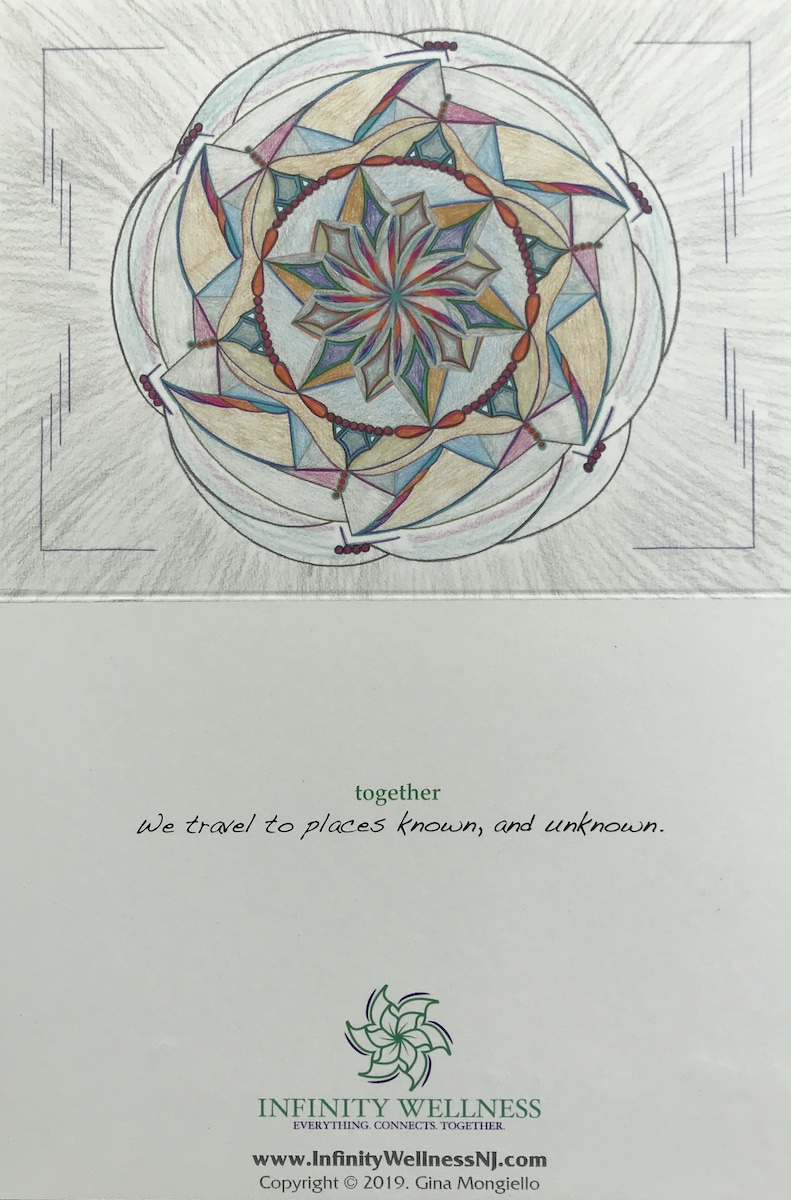 together
We travel to places known, and unknown.
INFINITY WELLNESS
EVERYTHING. CONNECTS. TOGETHER.
www.InfinityWellnessNJ.com
Copyright © 2019. Gina Mongiello